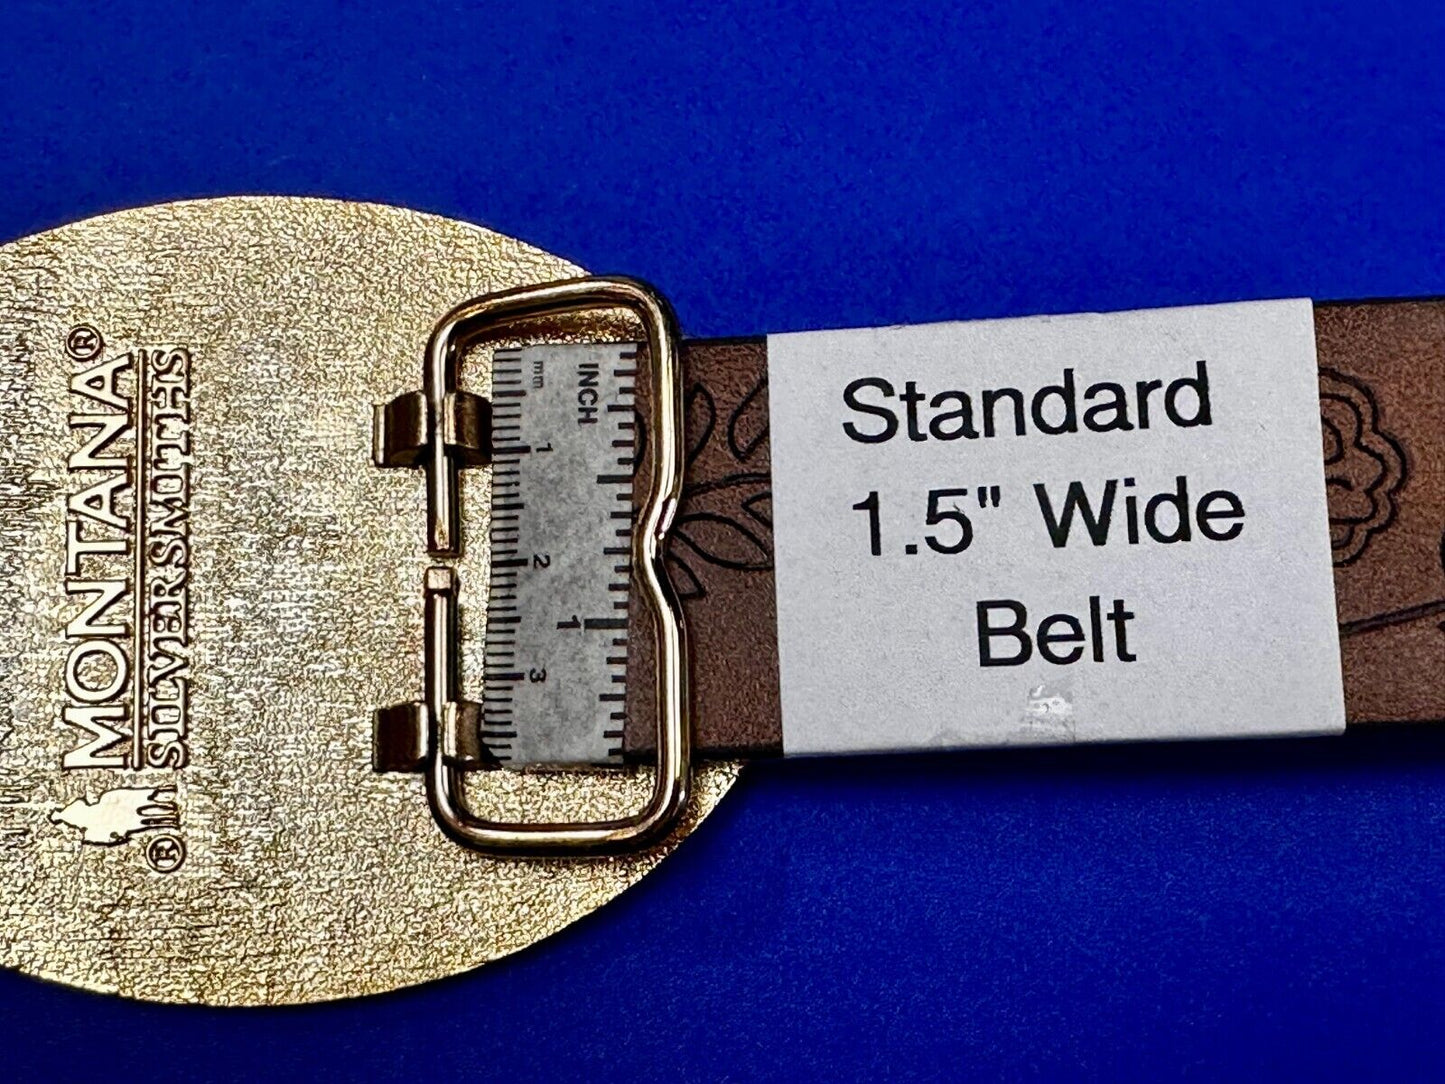 MONTANA®
SILVERSMITHS
®
mm
INCH
1
2
1
3
Standard
1.5" Wide
Belt